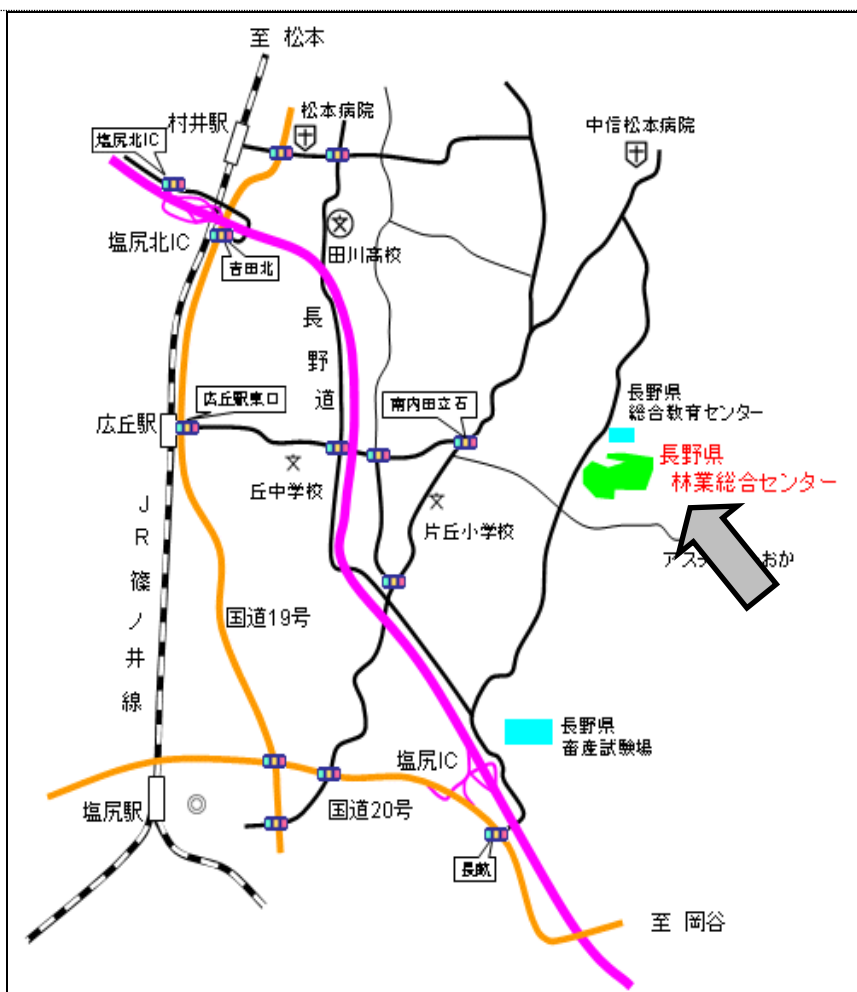 至 松本
松本病院
村井駅
中信松本病院
塩尻北IC
塩尻北IC
田川高校
吉田北
長野道
長野県
総合教育センター
広丘駅東口
南内田立石
広丘駅
長野県
林業総合センター
丘中学校
片丘小学校
JR篠ノ井線
国道19号
長野県
畜産試験場
塩尻IC
塩尻駅
国道20号
長畝
至 岡谷